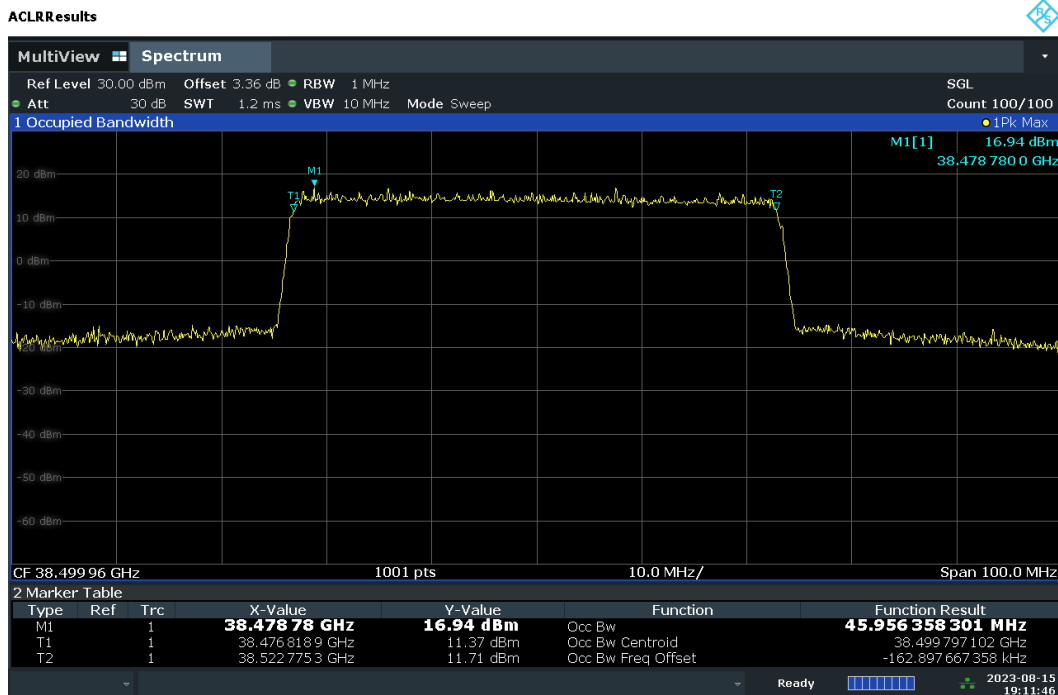 ACLRResults
R&S
MultiView Spectrum
Ref Level 30.00 dBm Offset 3.36 dB RBW 1 MHz SGL
Att 30 dB SWT 1.2 ms VBW 10 MHz Mode Sweep Count 100/100
1 Occupied Bandwidth 1Pk Max
M1[1] 16.94 dBm
38.478 780 0 GHz
M1
20 dBm
T1 T2
10 dBm
0 dBm
-10 dBm
-20 dBm
-30 dBm
-40 dBm
-50 dBm
-60 dBm
CF 38.499 96 GHz 1001 pts 10.0 MHz/ Span 100.0 MHz
2 Marker Table
Type Ref Trc X-Value Y-Value Function Function Result
M1 1 38.478 78 GHz 16.94 dBm Occ Bw 45.956 358 301 MHz
T1 1 38.476 818 9 GHz 11.37 dBm Occ Bw Centroid 38.499 797 102 GHz
T2 1 38.522 775 3 GHz 11.71 dBm Occ Bw Freq Offset -162.897 667 358 kHz
Ready 2023-08-15
19:11:46